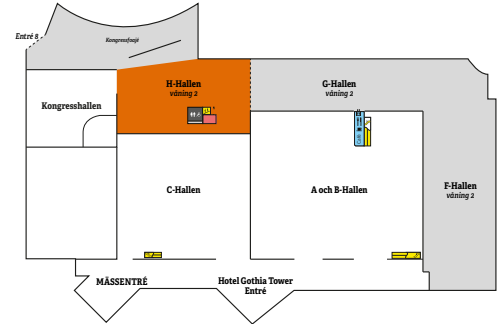 Entré 8
Kongressfoajé
H-Hallen
våning 2
G-Hallen
våning 2
Kongresshallen
CAFÉ
C-Hallen
A och B-Hallen
F-Hallen
våning 2
MÄSSENTRÉ
Hotel Gothia Tower
Entré